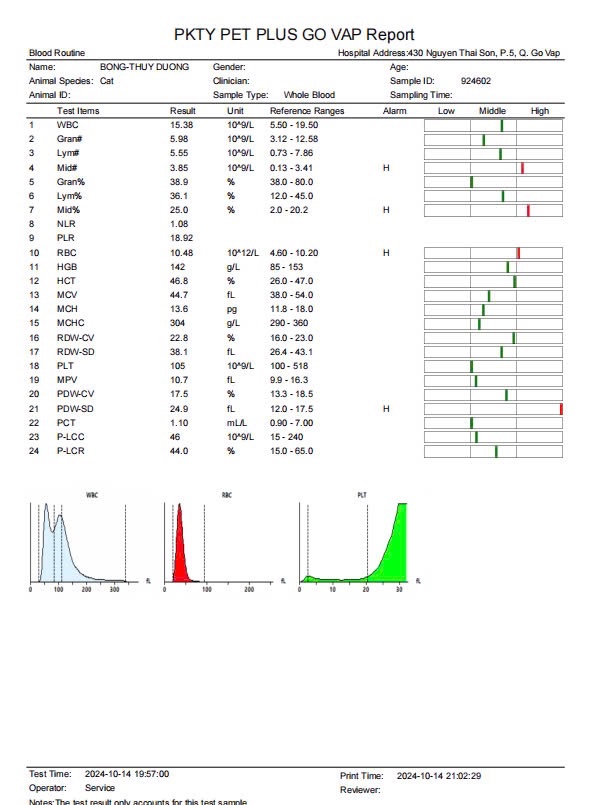 PKTY PET PLUS GO VAP Report
Blood Routine Hospital Address:430 Nguyen Thai Son, P.5, Q. Go Vap
Name: BONG-THUY DUONG Gender: Age:
Animal Species: Cat Clinician: Sample ID: 924602
Animal ID: Sample Type: Whole Blood Sampling Time:
Test Items Result Unit Reference Ranges Alarm Low Middle High
1 WBC 15.38 10^9/L 5.50 - 19.50
2 Gran# 5.98 10^9/L 3.12 - 12.58
3 Lym# 5.55 10^9/L 0.73 - 7.86
4 Mid# 3.85 10^9/L 0.13 - 3.41 H
5 Gran% 38.9 % 38.0 - 80.0
6 Lym% 36.1 % 12.0 - 45.0
7 Mid% 25.0 % 2.0 - 20.2 H
8 NLR 1.08
9 PLR 18.92
10 RBC 10.48 10^12/L 4.60 - 10.20 H
11 HGB 142 g/L 85 - 153
12 HCT 46.8 % 26.0 - 47.0
13 MCV 44.7 fL 38.0 - 54.0
14 MCH 13.6 pg 11.8 - 18.0
15 MCHC 304 g/L 290 - 360
16 RDW-CV 22.8 % 16.0 - 23.0
17 RDW-SD 38.1 fL 26.4 - 43.1
18 PLT 105 10^9/L 100 - 518
19 MPV 10.7 fL 9.9 - 16.3
20 PDW-CV 17.5 % 13.3 - 18.5
21 PDW-SD 24.9 fL 12.0 - 17.5 H
22 PCT 1.10 mL/L 0.90 - 7.00
23 P-LCC 46 10^9/L 15 - 240
24 P-LCR 44.0 % 15.0 - 65.0
WBC RBC PLT
0 100 200 300 fL 0 100 200 fL 0 10 20 30 fL
Test Time: 2024-10-14 19:57:00 Print Time: 2024-10-14 21:02:29
Operator: Service Reviewer:
Notes:The test result only accounts for this test sample